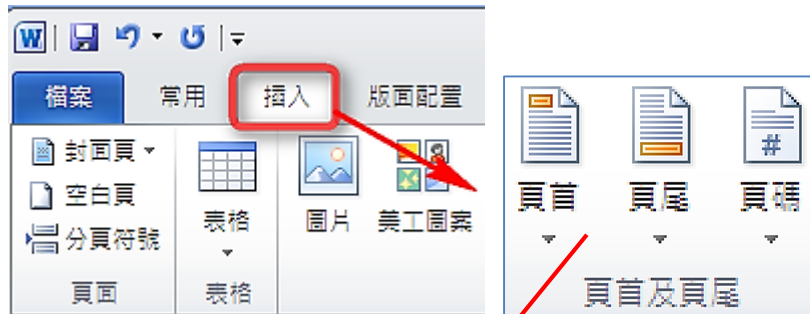 W
檔案 常用 插入 版面配置
封面頁
空白頁
分頁符號
表格
圖片 美工圖案
頁面 表格
頁首 頁尾 頁碼
#
頁首及頁尾